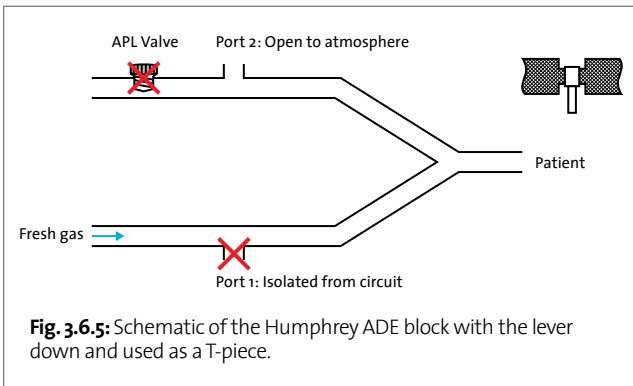 APL Valve
Port 2: Open to atmosphere
Patient
Fresh gas
Port 1: Isolated from circuit
Fig. 3.6.5: Schematic of the Humphrey ADE block with the lever
down and used as a T-piece.